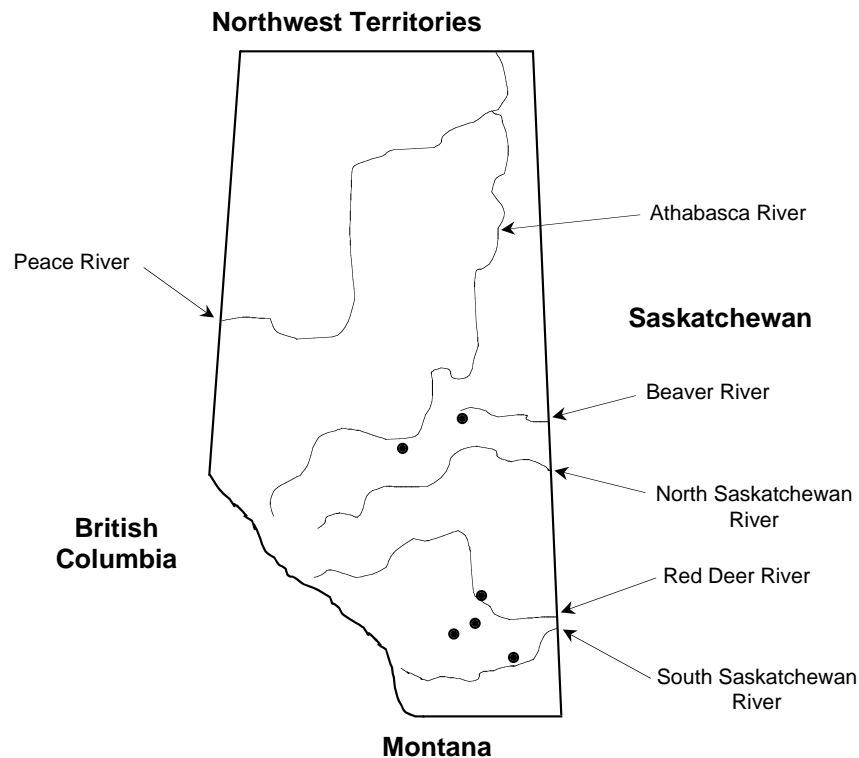 Northwest Territories
Athabasca River
Peace River
Saskatchewan
Beaver River
North Saskatchewan
River
British
Columbia
Red Deer River
South Saskatchewan
River
Montana